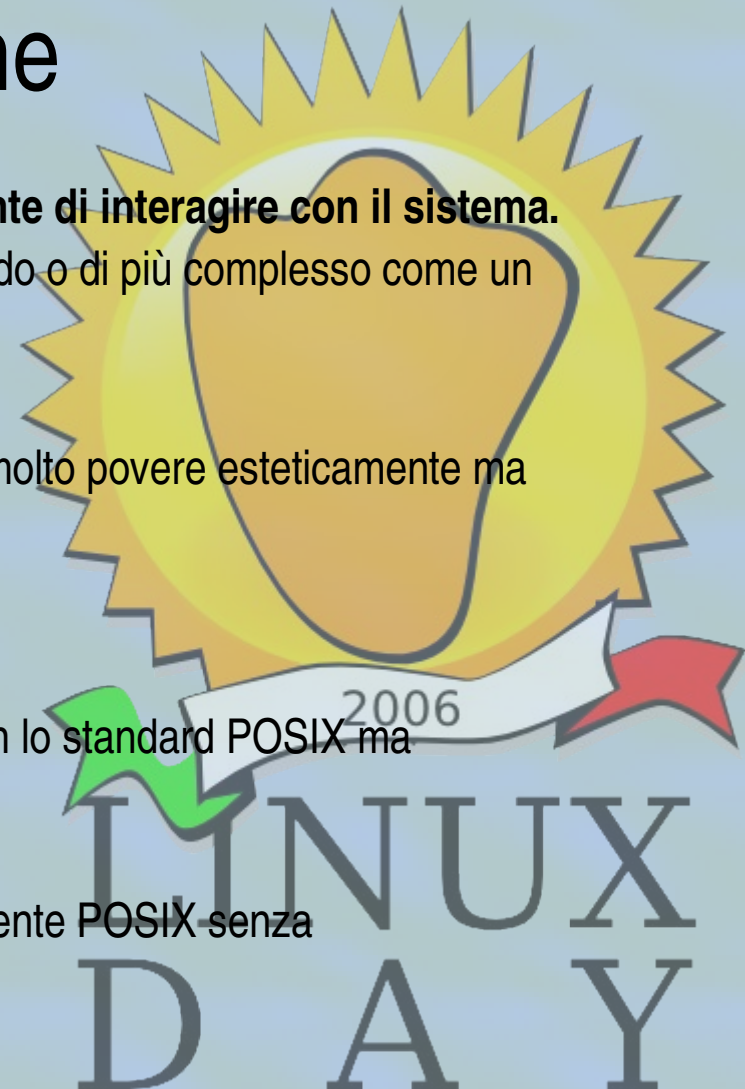 ne
nte di interagire con il sistema.
do o di più complesso come un
molto povere esteticamente ma
2006
n lo standard POSIX ma
LINUX
ente POSIX senza
D A Y